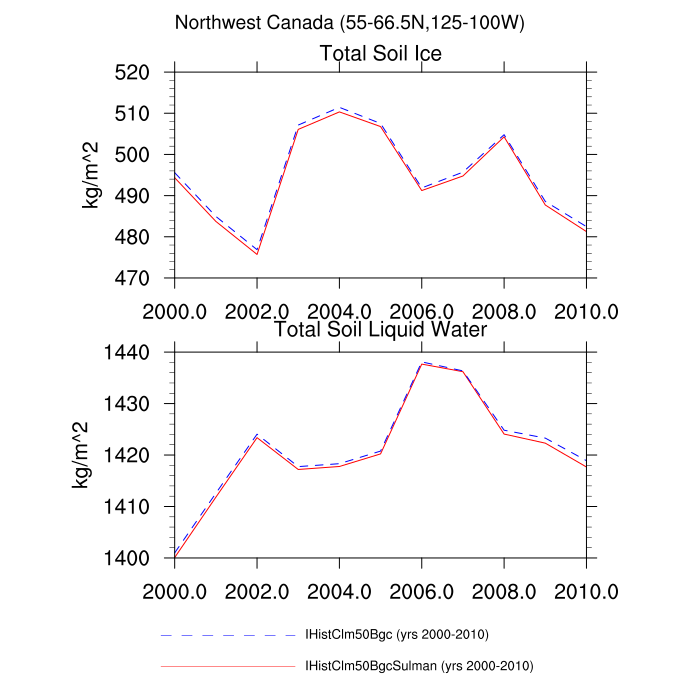 Northwest Canada (55-66.5N,125-100W)
Total Soil Ice
520
510
500
490
480
470
kg/m^2
2000.0 2002.0 2004.0 2006.0 2008.0 2010.0
Total Soil Liquid Water
1440
1430
1420
1410
1400
kg/m^2
2000.0 2002.0 2004.0 2006.0 2008.0 2010.0
IHistClm50Bgc (yrs 2000-2010)
IHistClm50BgcSulman (yrs 2000-2010)